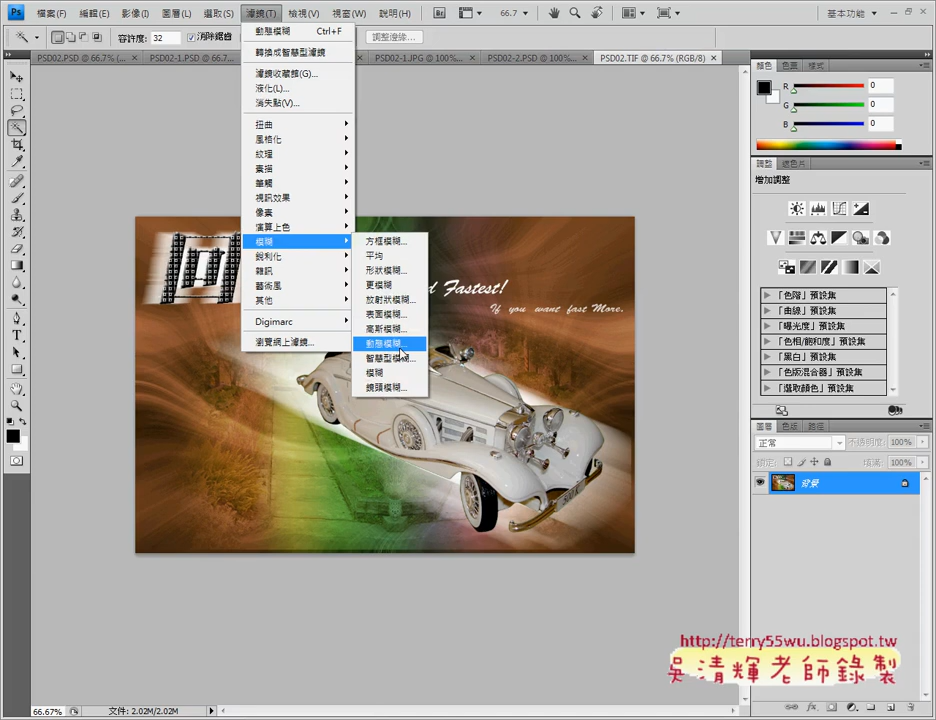 Ps 檔案(F) 編輯(E) 影像(I) 圖層(L) 選取(S) 濾鏡(T) 檢視(V) 視窗(W) 說明(H) Br 66.7 基本功能
容許度: 32 消除鋸齒 調整邊緣...
PSD02.PSD @ 66.7% (... PSD02-1.PSD @ 66.7... PSD02-1.JPG @ 100%... PSD02-2.PSD @ 100%... PSD02.TIF @ 66.7% (RGB/8)
動態模糊 Ctrl+F
轉換成智慧型濾鏡
濾鏡收藏館(G)...
液化(L)...
消失點(V)...
扭曲
風格化
紋理
素描
筆觸
視訊效果
像素
演算上色
模糊
銳利化
雜訊
藝術風
其他
Digimarc
瀏覽網上濾鏡...
方框模糊...
平均
形狀模糊...
更模糊
放射狀模糊...
表面模糊...
高斯模糊...
動態模糊...
智慧型模糊...
模糊
鏡頭模糊...
d Fastest!
If you want fast More.
顏色 色票 樣式
R 0
G 0
B 0
調整 遮色片
增加調整
「色階」預設集
「曲線」預設集
「曝光度」預設集
「色相/飽和度」預設集
「黑白」預設集
「色版混合器」預設集
「選取顏色」預設集
圖層 色版 路徑
正常 不透明度: 100%
鎖定: 填滿: 100%
背景
http://terry55wu.blogspot.tw
吳清輝老師錄製
66.67% 文件: 2.02M/2.02M